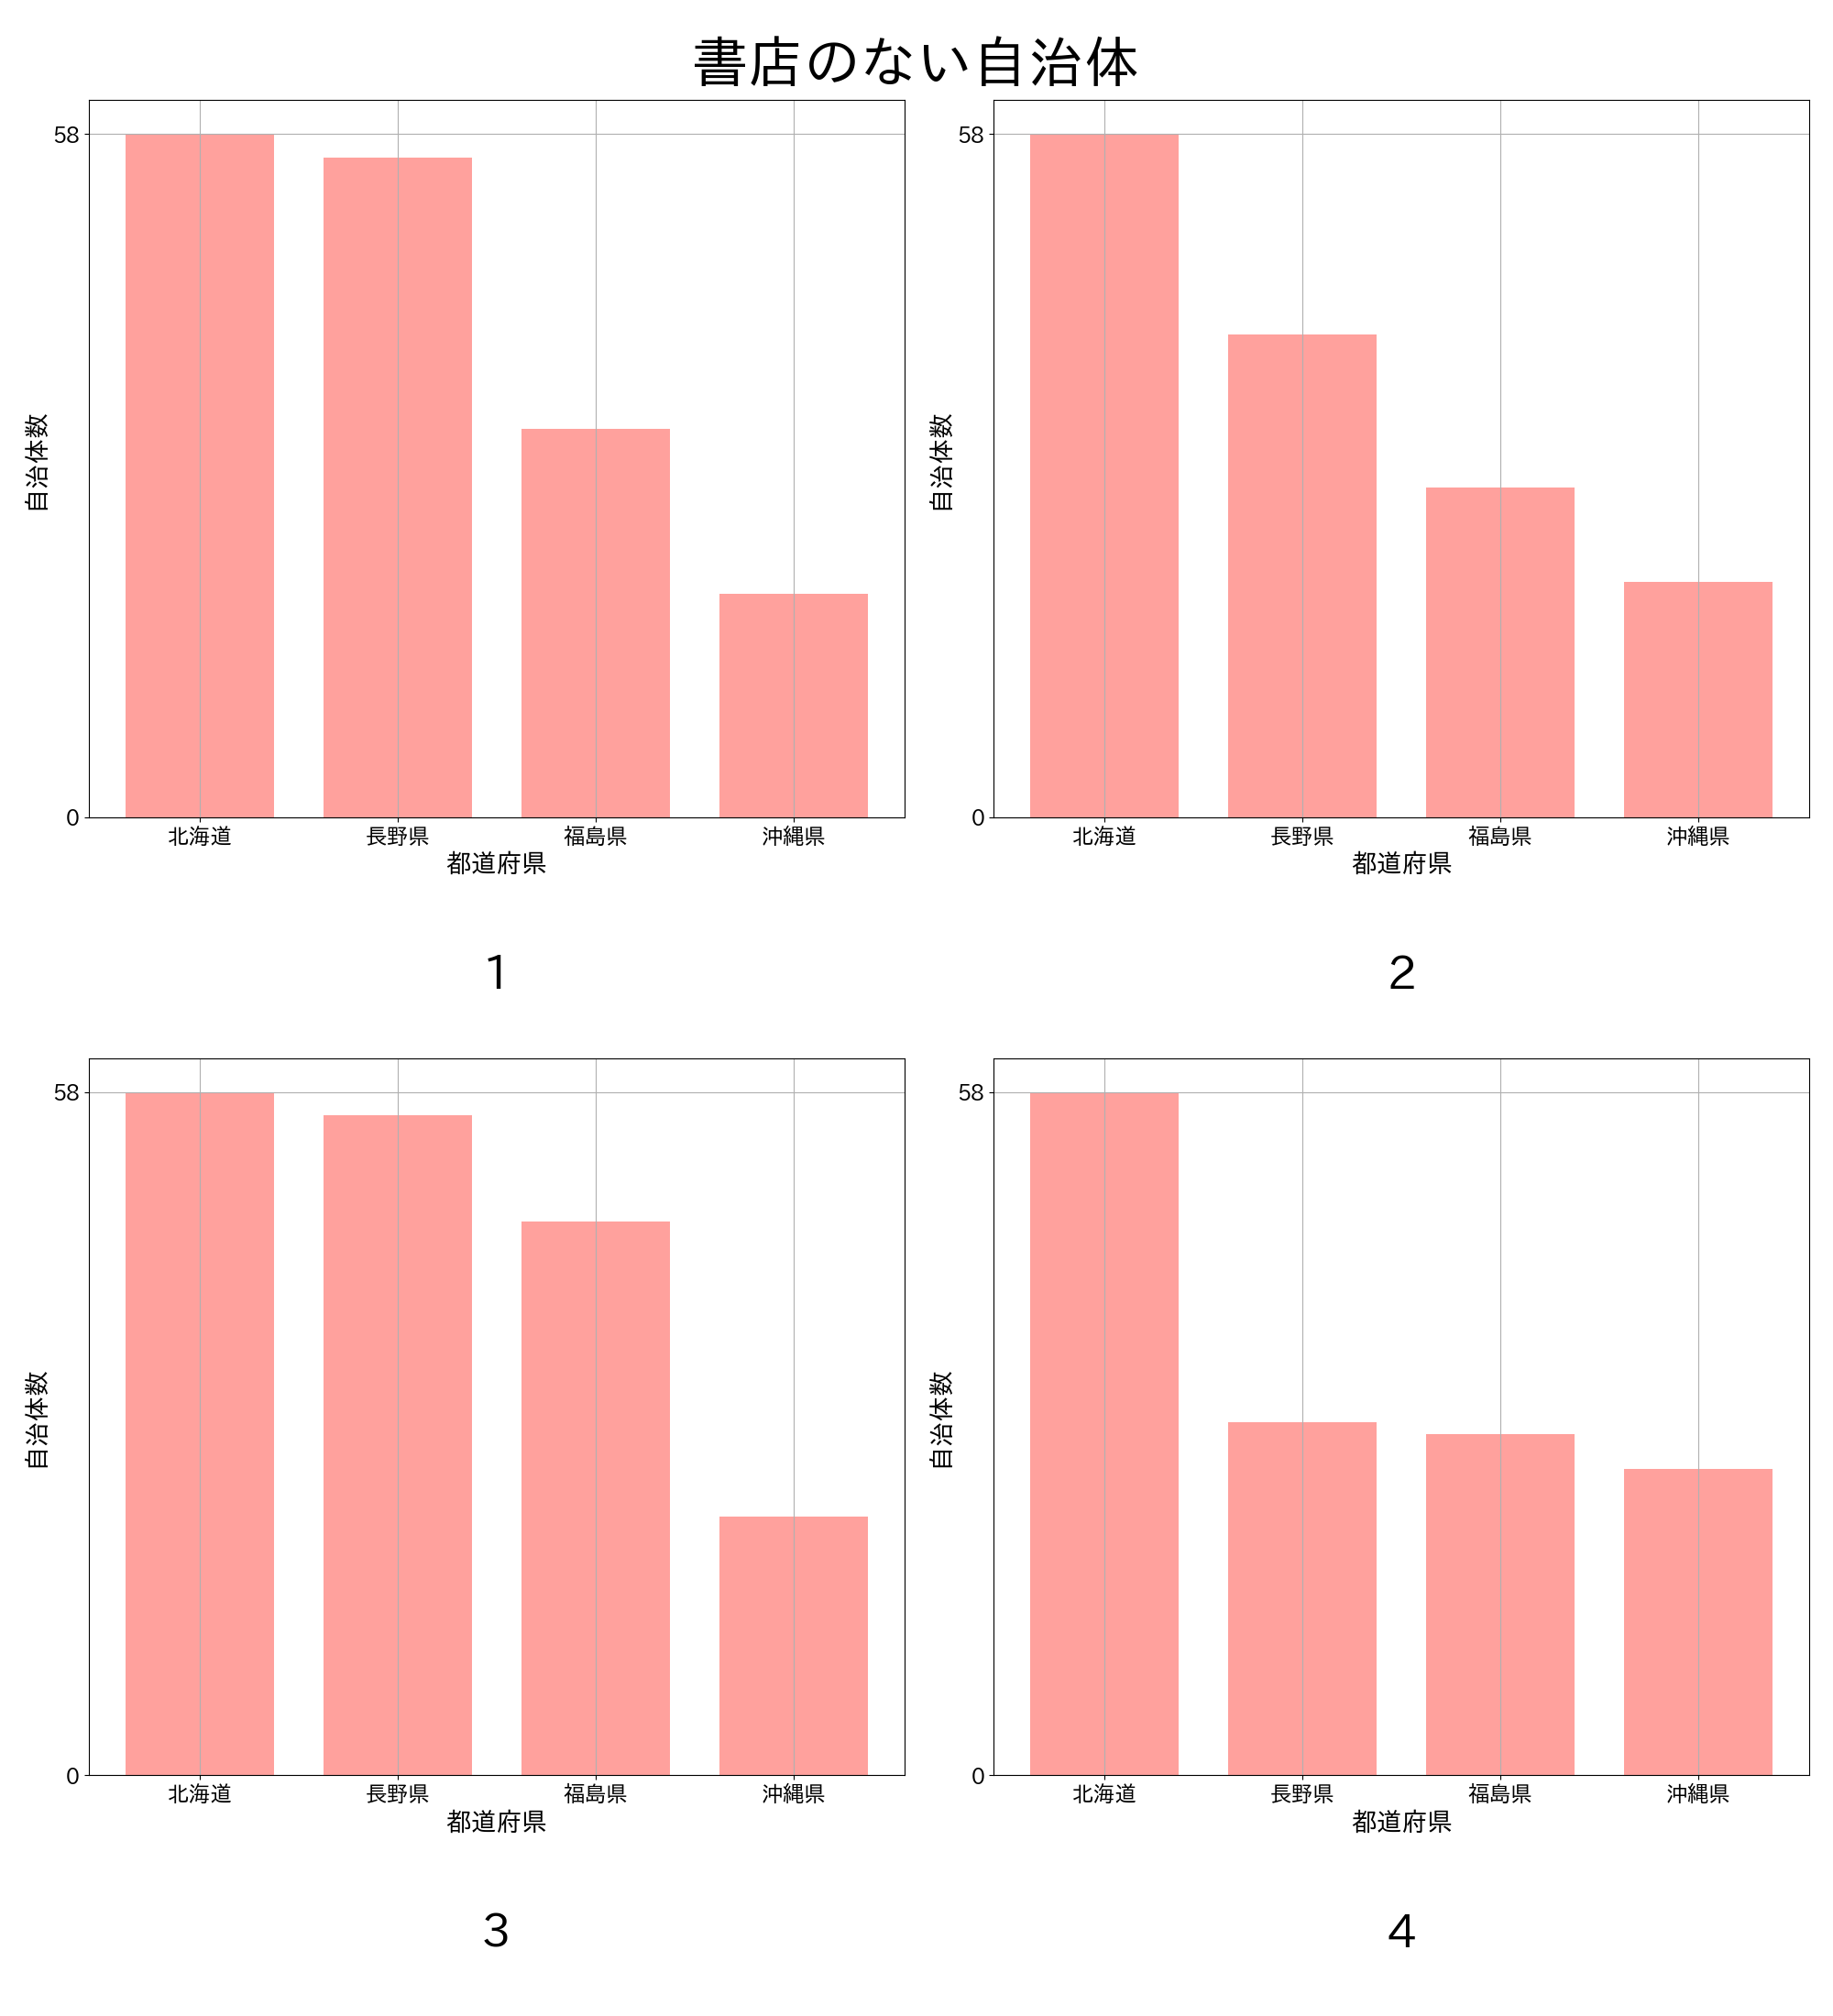 書店のない自治体
58
0
自治体数
北海道 長野県 福島県 沖縄県
都道府県
1
58
0
自治体数
北海道 長野県 福島県 沖縄県
都道府県
2
58
0
自治体数
北海道 長野県 福島県 沖縄県
都道府県
3
58
0
自治体数
北海道 長野県 福島県 沖縄県
都道府県
4